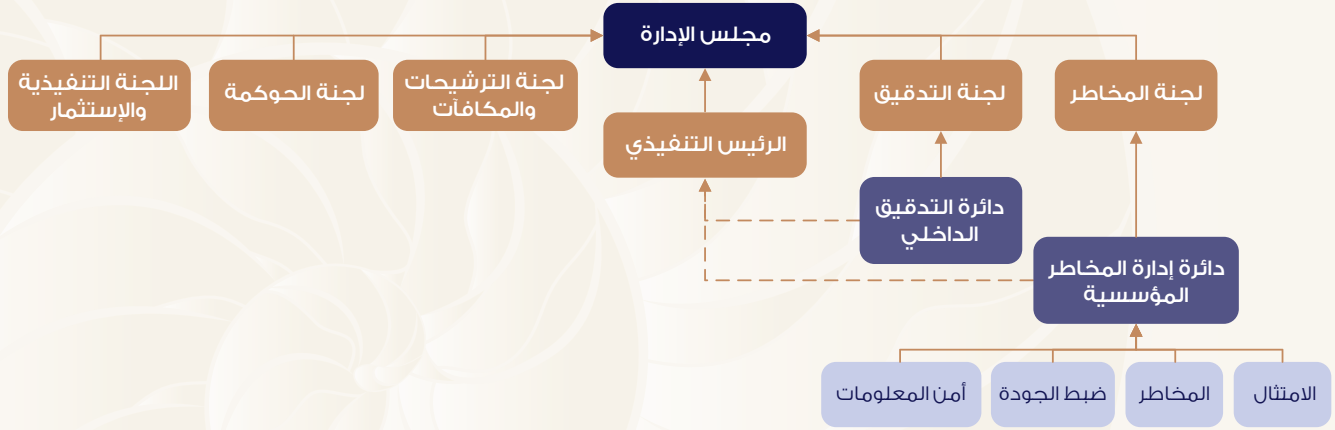 مجلس الإدارة
لجنة المخاطر
لجنة التدقيق
لجنة الترشيحات
والمكافآت
لجنة الحوكمة
اللجنة التنفيذية
والإستثمار
الرئيس التنفيذي
دائرة التدقيق
الداخلي
دائرة إدارة المخاطر
المؤسسية
الامتثال
المخاطر
ضبط الجودة
أمن المعلومات